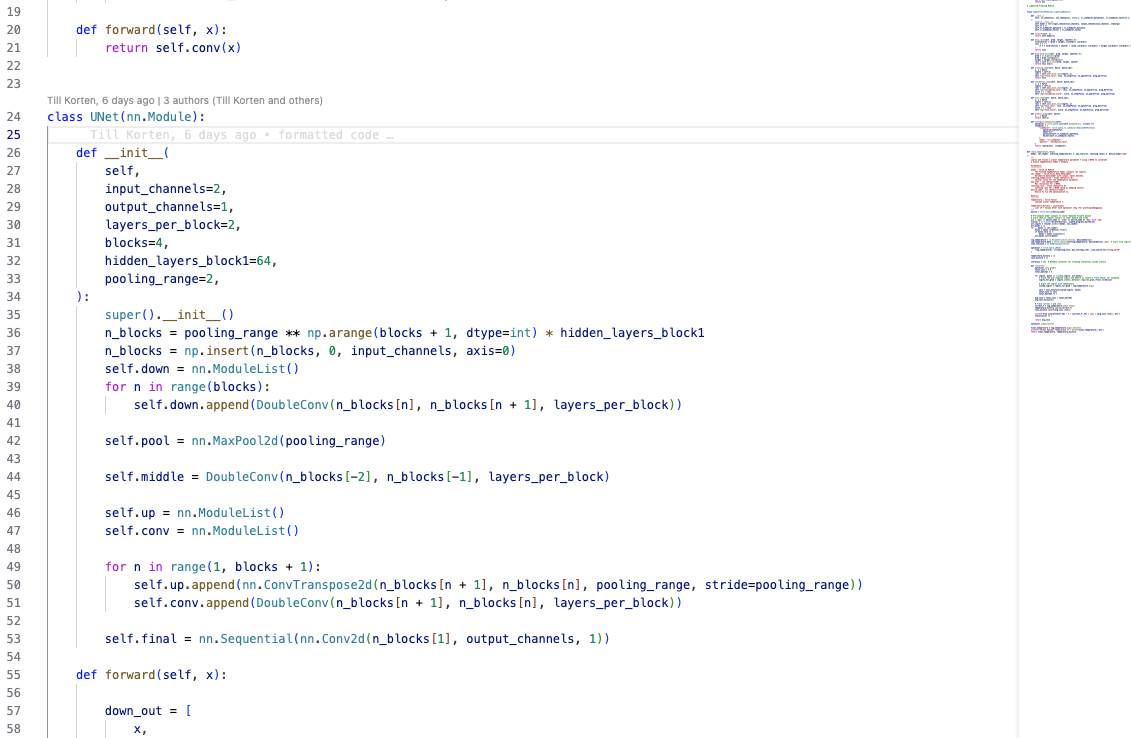 19
20 def forward(self, x):
21 return self.conv(x)
22
23
Till Korten, 6 days ago | 3 authors (Till Korten and others)
24 class UNet(nn.Module):
25 Till Korten, 6 days ago • formatted code …
26 def __init__(
27 self,
28 input_channels=2,
29 output_channels=1,
30 layers_per_block=2,
31 blocks=4,
32 hidden_layers_block1=64,
33 pooling_range=2,
34 ):
35 super().__init__()
36 n_blocks = pooling_range ** np.arange(blocks + 1, dtype=int) * hidden_layers_block1
37 n_blocks = np.insert(n_blocks, 0, input_channels, axis=0)
38 self.down = nn.ModuleList()
39 for n in range(blocks):
40 self.down.append(DoubleConv(n_blocks[n], n_blocks[n + 1], layers_per_block))
41
42 self.pool = nn.MaxPool2d(pooling_range)
43
44 self.middle = DoubleConv(n_blocks[-2], n_blocks[-1], layers_per_block)
45
46 self.up = nn.ModuleList()
47 self.conv = nn.ModuleList()
48
49 for n in range(1, blocks + 1):
50 self.up.append(nn.ConvTranspose2d(n_blocks[n + 1], n_blocks[n], pooling_range, stride=pooling_range))
51 self.conv.append(DoubleConv(n_blocks[n + 1], n_blocks[n], layers_per_block))
52
53 self.final = nn.Sequential(nn.Conv2d(n_blocks[1], output_channels, 1))
54
55 def forward(self, x):
56
57 down_out = [
58 x,